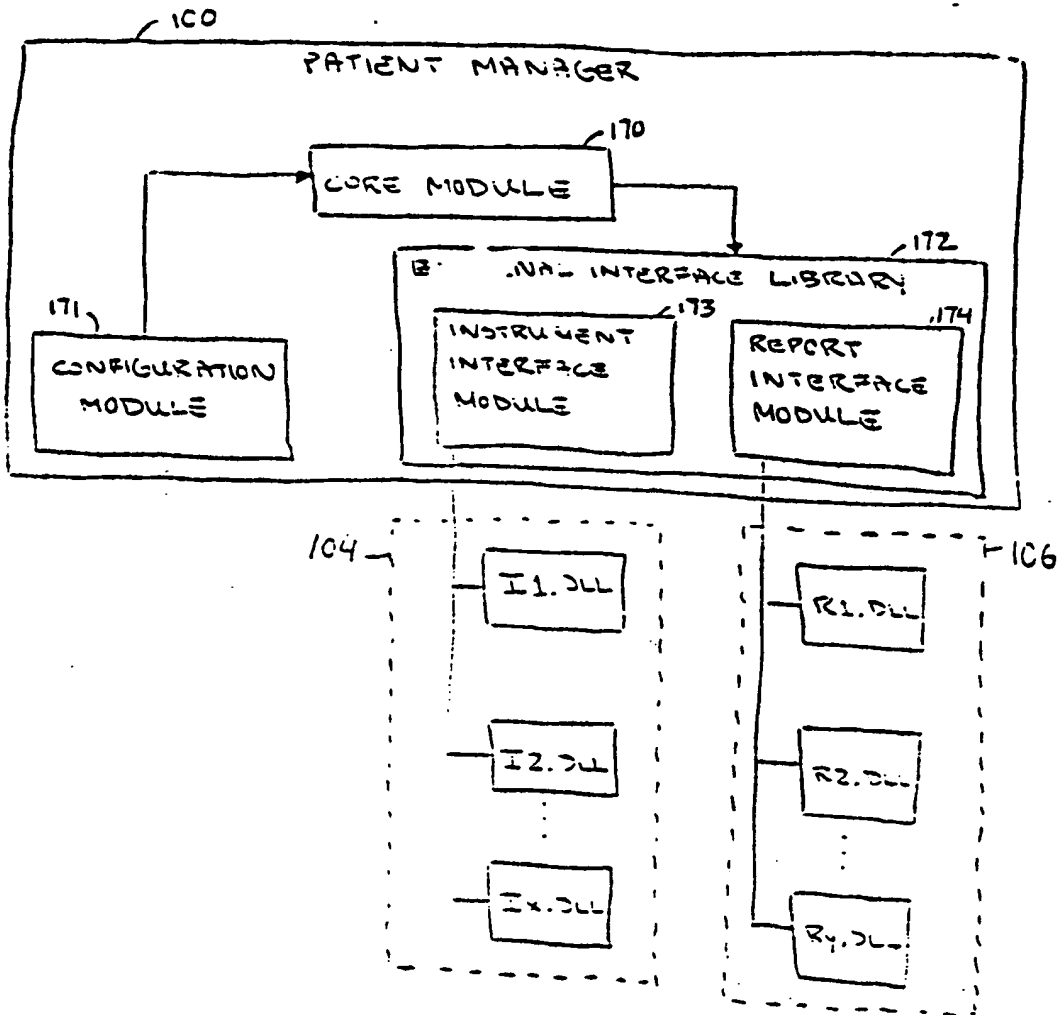 100
PATIENT MANAGER
170
CORE MODULE
172
INTERFACE LIBRARY
171
CONFIGURATION
MODULE
173
INSTRUMENT
INTERFACE
MODULE
174
REPORT
INTERFACE
MODULE
104
I1.DLL
I2.DLL
Ix.DLL
106
R1.DLL
R2.DLL
Ry.DLL